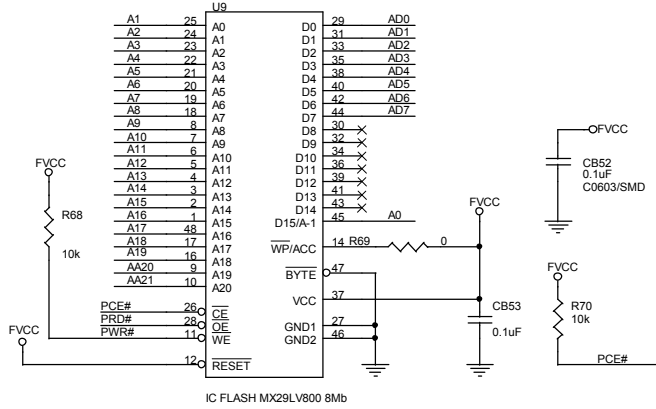 U9
A1 25 A0 D0 29 AD0
A2 24 A1 D1 31 AD1
A3 23 A2 D2 33 AD2
A4 22 A3 D3 35 AD3
A5 21 A4 D4 38 AD4
A6 20 A5 D5 40 AD5
A7 19 A6 D6 42 AD6
A8 18 A7 D7 44 AD7
A9 8 A8 D8 30
A10 7 A9 D9 32
A11 6 A10 D10 34
A12 5 A11 D11 36
A13 4 A12 D12 39
A14 3 A13 D13 41
A15 2 A14 D14 43
A16 1 A15 D15/A-1 45 A0
A17 48 A16
A18 17 A17 WP/ACC 14 R69 0
A19 16 A18
AA20 9 A19 BYTE 47
AA21 10 A20
VCC 37
PCE# 26 CE
PRD# 28 OE GND1 27
PWR# 11 WE GND2 46
12 RESET
FVCC
R68
10k
FVCC
FVCC
CB53
0.1uF
FVCC
CB52
0.1uF
C0603/SMD
FVCC
R70
10k
PCE#
IC FLASH MX29LV800 8Mb